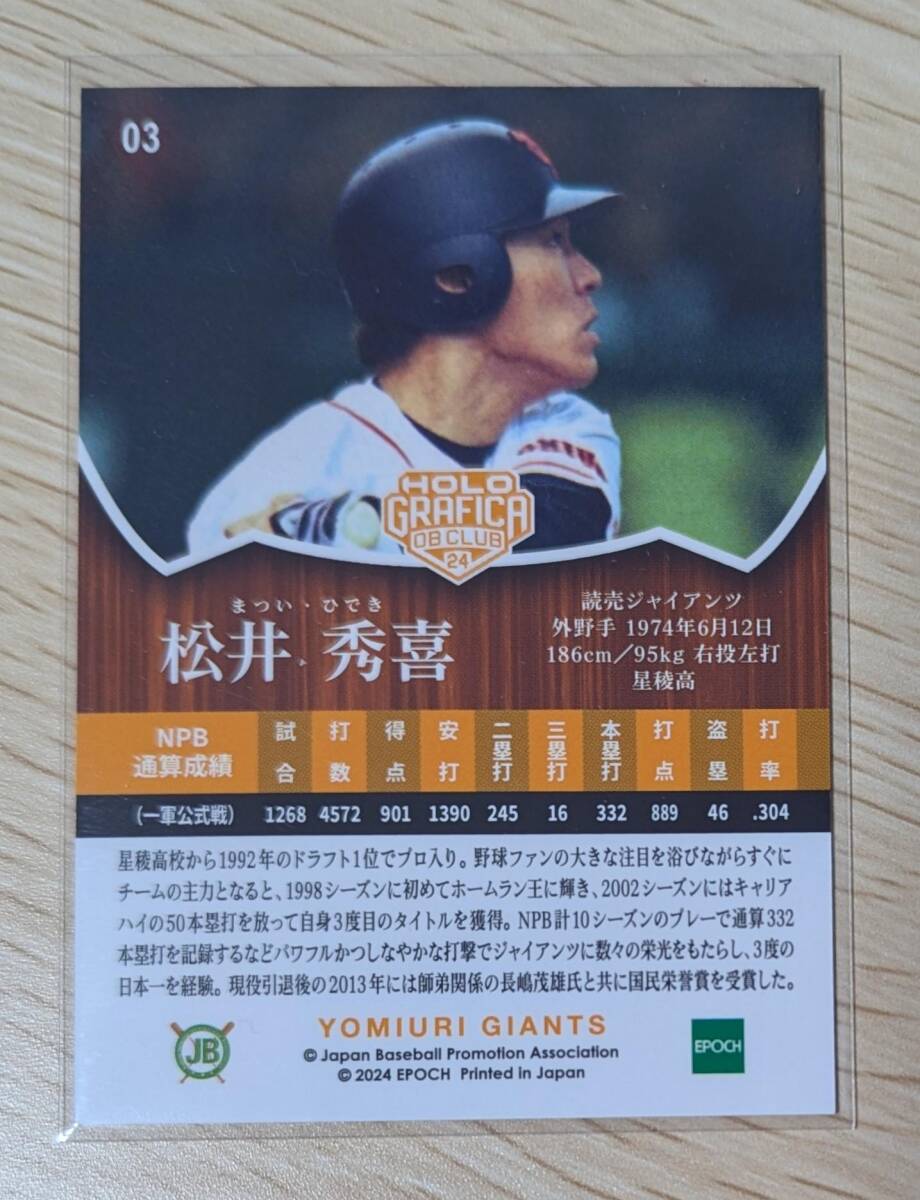 03
HOLO
GRAFICA
OB CLUB
24
まつい・ひでき
松井 秀喜
読売ジャイアンツ
外野手 1974年6月12日
186cm／95kg 右投左打
星稜高
NPB
通算成績
試合 打数 得点 安打 二塁打 三塁打 本塁打 打点 盗塁 打率
(一軍公式戦) 1268 4572 901 1390 245 16 332 889 46 .304
星稜高校から1992年のドラフト1位でプロ入り。野球ファンの大きな注目を浴びながらすぐに
チームの主力となると、1998シーズンに初めてホームラン王に輝き、2002シーズンにはキャリア
ハイの50本塁打を放って自身3度目のタイトルを獲得。NPB計10シーズンのプレーで通算332
本塁打を記録するなどパワフルかつしなやかな打撃でジャイアンツに数々の栄光をもたらし、3度の
日本一を経験。現役引退後の2013年には師弟関係の長嶋茂雄氏と共に国民栄誉賞を受賞した。
JB
YOMIURI GIANTS
© Japan Baseball Promotion Association
© 2024 EPOCH Printed in Japan
EPOCH